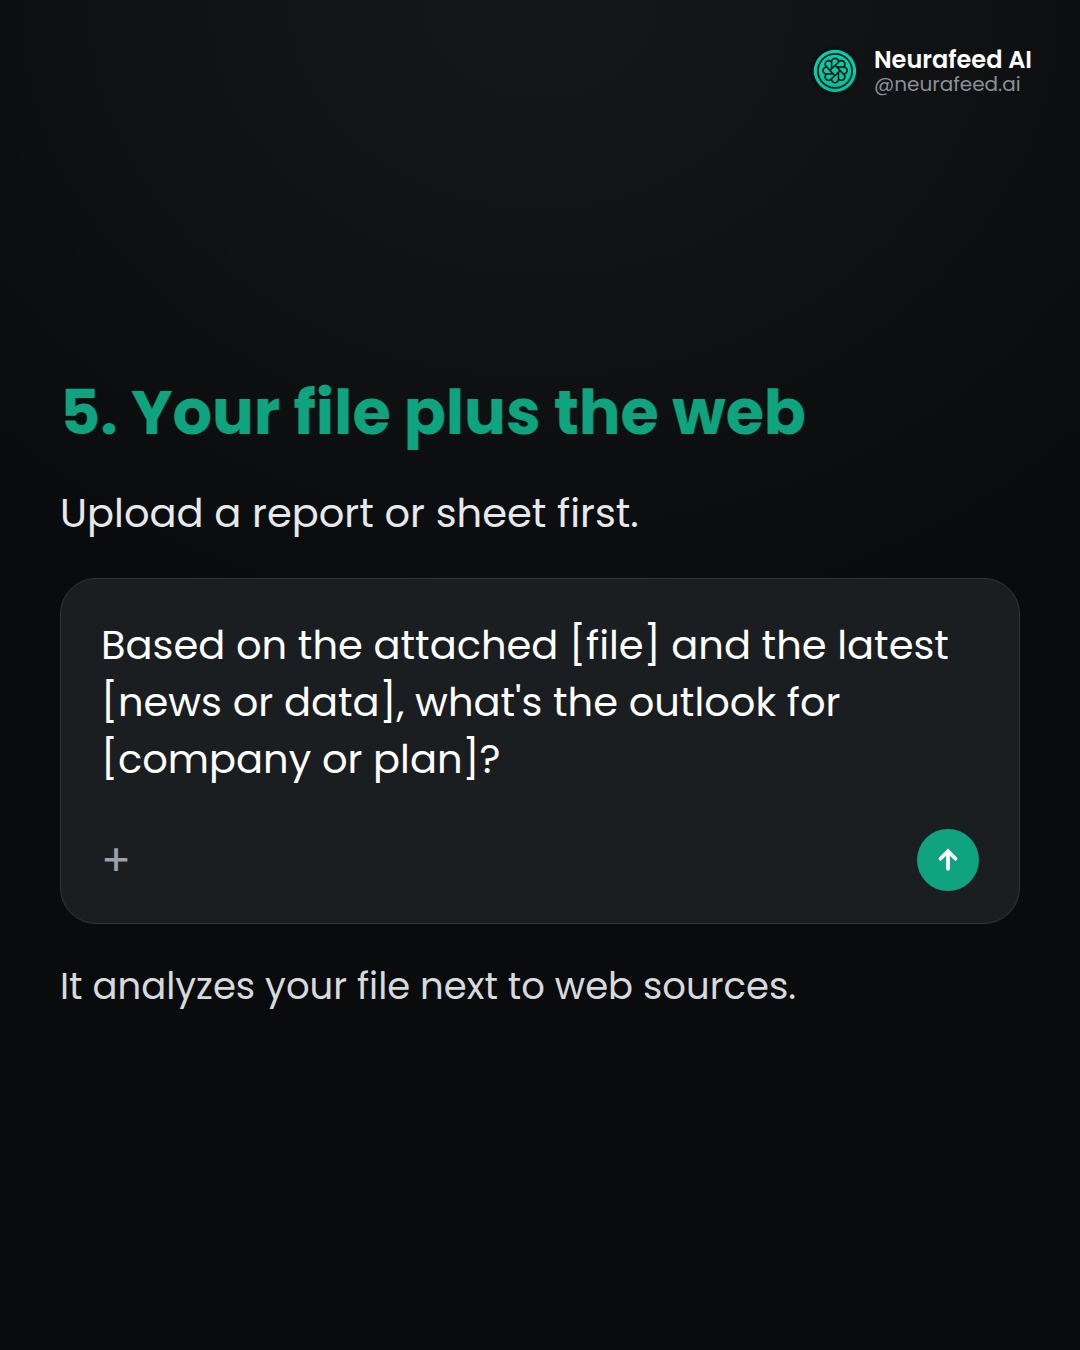 Neurafeed AI
@neurafeed.ai
5. Your file plus the web
Upload a report or sheet first.
Based on the attached [file] and the latest
[news or data], what's the outlook for
[company or plan]?
+
It analyzes your file next to web sources.